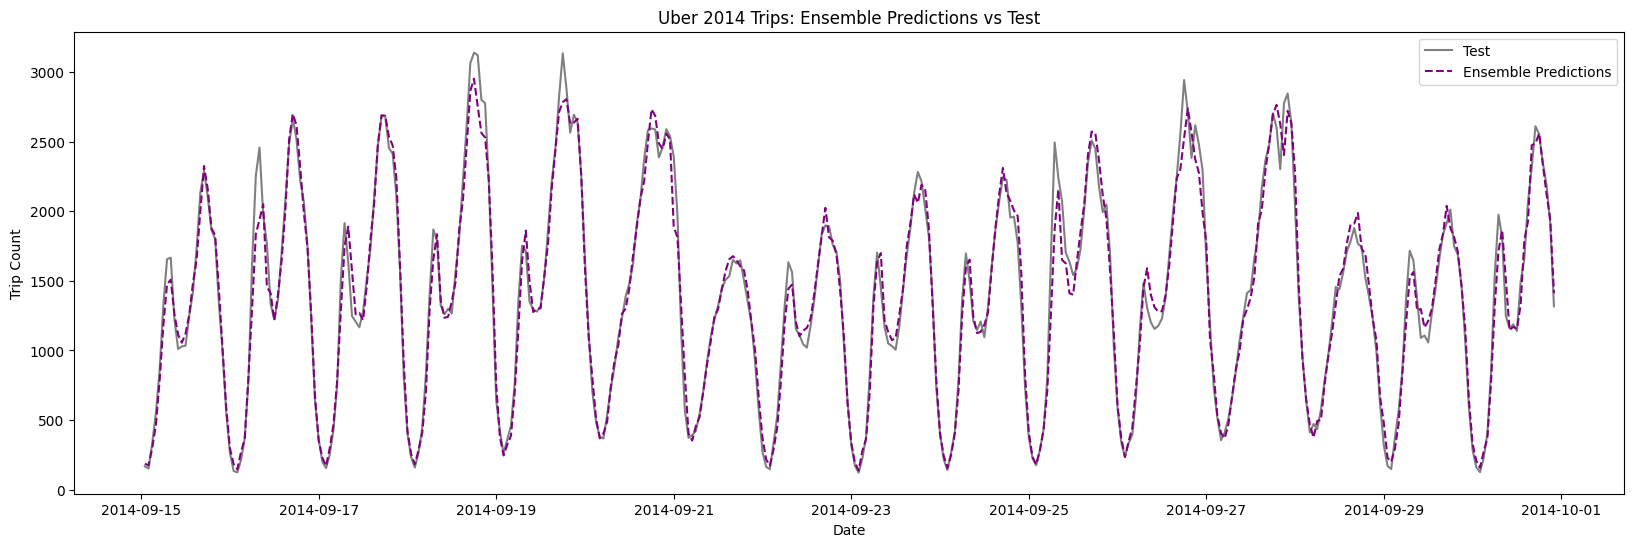 Uber 2014 Trips: Ensemble Predictions vs Test
Test
Ensemble Predictions
Trip Count
3000
2500
2000
1500
1000
500
0
2014-09-15 2014-09-17 2014-09-19 2014-09-21 2014-09-23 2014-09-25 2014-09-27 2014-09-29 2014-10-01
Date